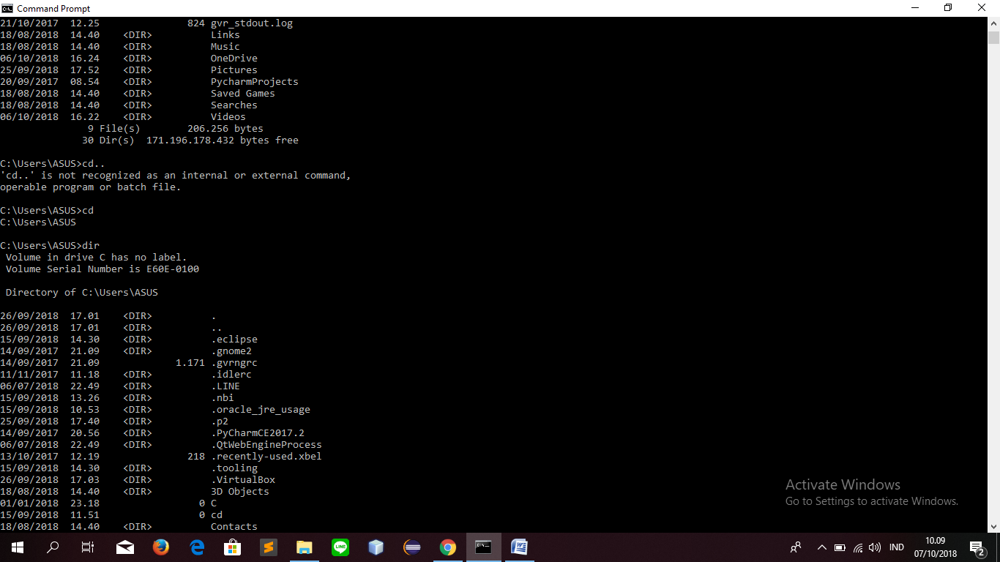 Command Prompt
21/10/2017  12.25               824 gvr_stdout.log
18/08/2018  14.40    <DIR>          Links
18/08/2018  14.40    <DIR>          Music
06/10/2018  16.24    <DIR>          OneDrive
25/09/2018  17.52    <DIR>          Pictures
20/09/2017  08.54    <DIR>          PycharmProjects
18/08/2018  14.40    <DIR>          Saved Games
18/08/2018  14.40    <DIR>          Searches
06/10/2018  16.22    <DIR>          Videos
               9 File(s)        206.256 bytes
              30 Dir(s)  171.196.178.432 bytes free

C:\Users\ASUS>cd..
'cd..' is not recognized as an internal or external command,
operable program or batch file.

C:\Users\ASUS>cd
C:\Users\ASUS

C:\Users\ASUS>dir
 Volume in drive C has no label.
 Volume Serial Number is E60E-0100

 Directory of C:\Users\ASUS

26/09/2018  17.01    <DIR>          .
26/09/2018  17.01    <DIR>          ..
15/09/2018  14.30    <DIR>          .eclipse
14/09/2017  21.09    <DIR>          .gnome2
14/09/2017  21.09             1.171 .gvrngrc
11/11/2017  11.18    <DIR>          .idlerc
06/07/2018  22.49    <DIR>          .LINE
15/09/2018  13.26    <DIR>          .nbi
15/09/2018  10.53    <DIR>          .oracle_jre_usage
25/09/2018  17.40    <DIR>          .p2
14/09/2017  20.56    <DIR>          .PyCharmCE2017.2
06/07/2018  22.49    <DIR>          .QtWebEngineProcess
13/10/2017  12.19               218 .recently-used.xbel
15/09/2018  14.30    <DIR>          .tooling
26/09/2018  17.03    <DIR>          .VirtualBox
18/08/2018  14.40    <DIR>          3D Objects
01/01/2018  23.18                 0 C
15/09/2018  11.51                 0 cd
18/08/2018  14.40    <DIR>          Contacts
Activate Windows
Go to Settings to activate Windows.
LINE
IND
10.09
07/10/2018
2